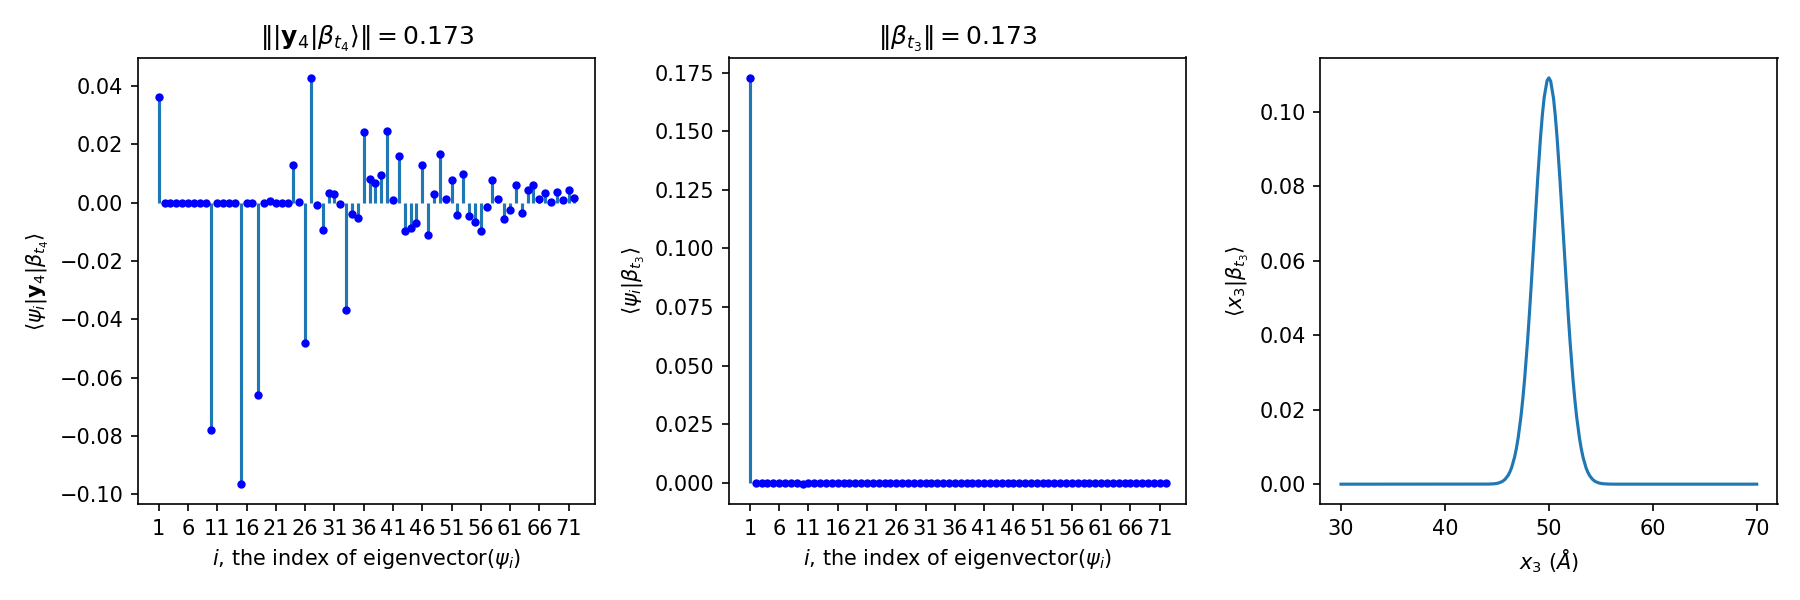 ‖|y₄|β_{t₄}⟩‖ = 0.173
⟨ψᵢ|y₄|β_{t₄}⟩
0.04
0.02
0.00
−0.02
−0.04
−0.06
−0.08
−0.10
1 6 11 16 21 26 31 36 41 46 51 56 61 66 71
i, the index of eigenvector(ψᵢ)
‖β_{t₃}‖ = 0.173
⟨ψᵢ|β_{t₃}⟩
0.175
0.150
0.125
0.100
0.075
0.050
0.025
0.000
1 6 11 16 21 26 31 36 41 46 51 56 61 66 71
i, the index of eigenvector(ψᵢ)
⟨x₃|β_{t₃}⟩
0.10
0.08
0.06
0.04
0.02
0.00
30 40 50 60 70
x₃ (Å)